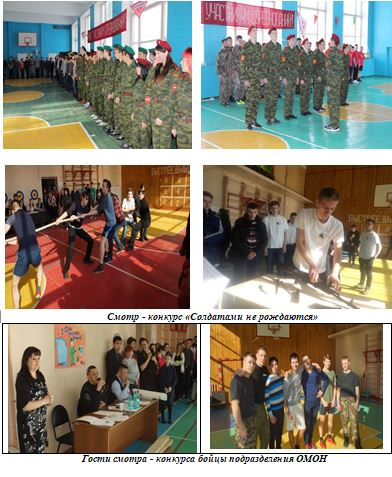 УЧАСТНИКАМ СОРЕВНОВАНИЙ
БЫСТРЕЕ ВЫШЕ
Смотр - конкурс «Солдатами не рождаются»
Гости смотра - конкурса бойцы подразделения ОМОН